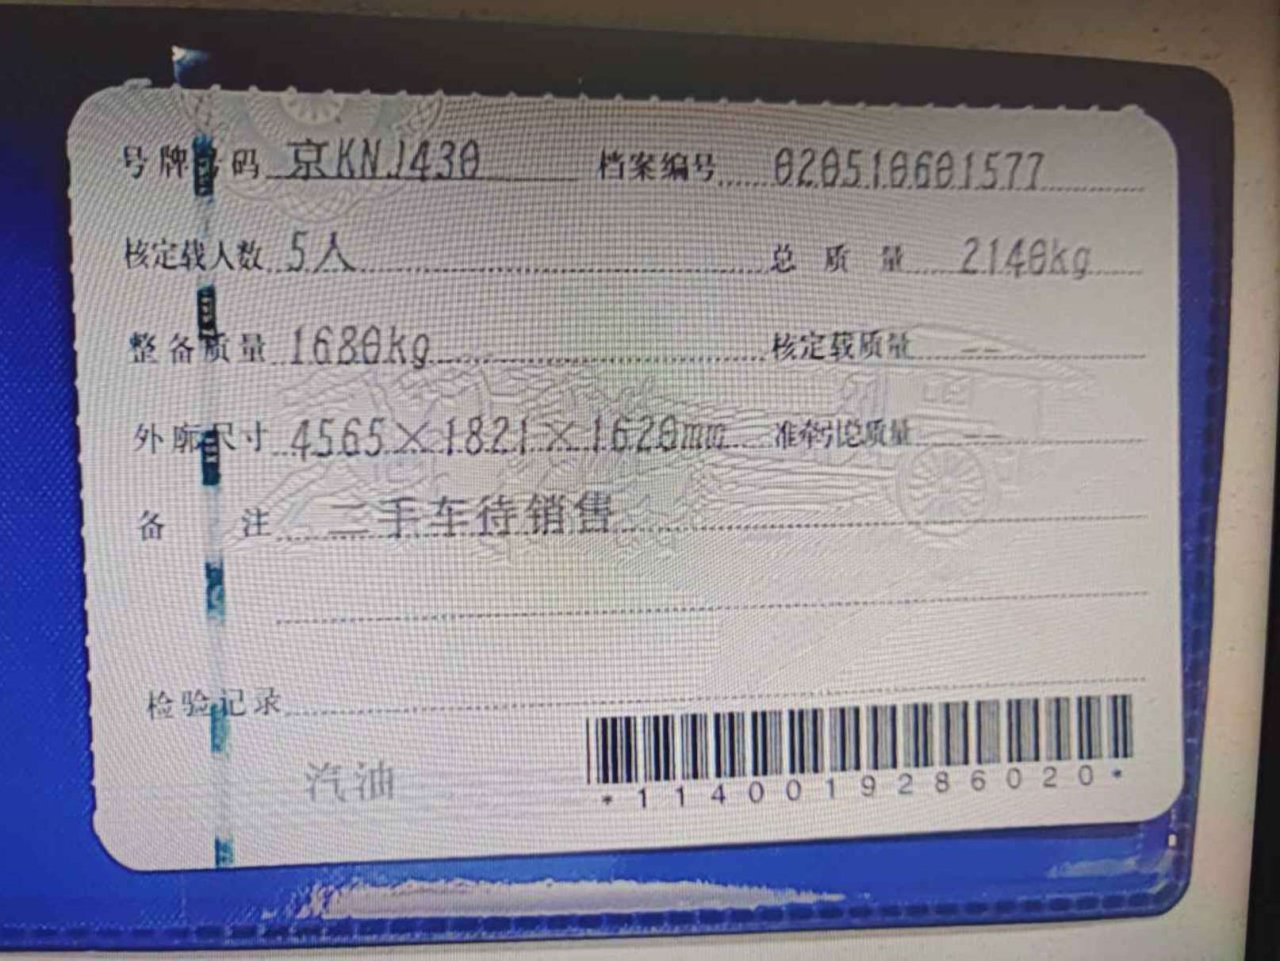 号牌号码 京KNJ430 档案编号 020510601577
核定载人数 5人 总质量 2140kg
整备质量 1680kg 核定载质量 --
外廓尺寸 4565×1821×1620mm 准牵引总质量 --
备注 二手车待销售
检验记录
汽油
*1140019286020*